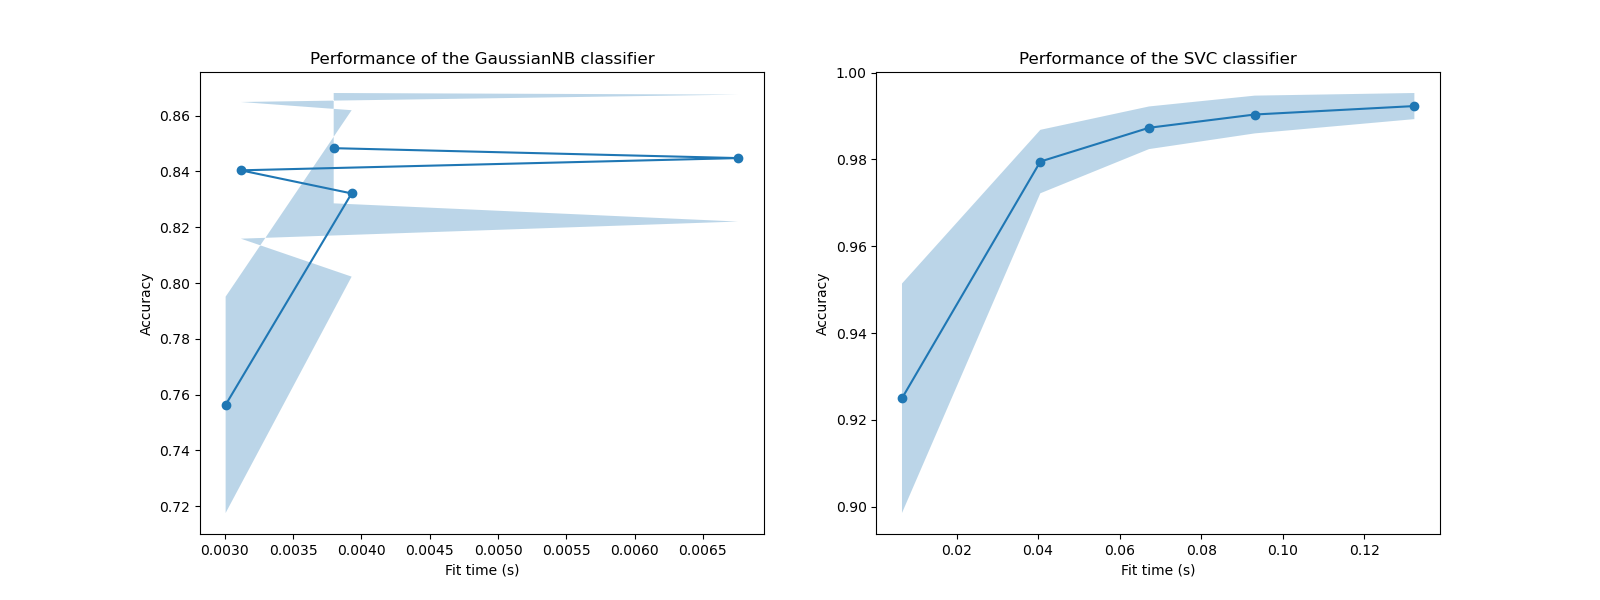 Performance of the GaussianNB classifier
Accuracy
0.86
0.84
0.82
0.80
0.78
0.76
0.74
0.72
0.0030 0.0035 0.0040 0.0045 0.0050 0.0055 0.0060 0.0065
Fit time (s)
Performance of the SVC classifier
Accuracy
1.00
0.98
0.96
0.94
0.92
0.90
0.02 0.04 0.06 0.08 0.10 0.12
Fit time (s)